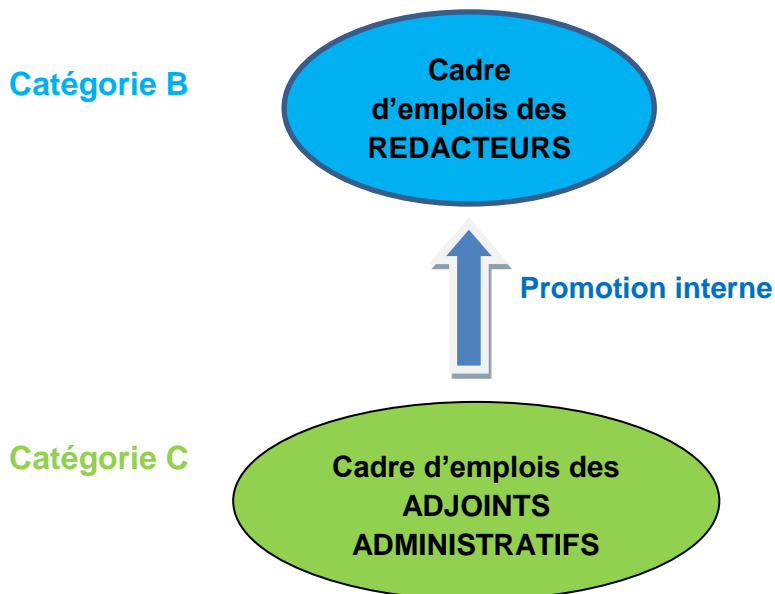 Catégorie B
Cadre
d’emplois des
REDACTEURS
Promotion interne
Catégorie C
Cadre d’emplois des
ADJOINTS
ADMINISTRATIFS